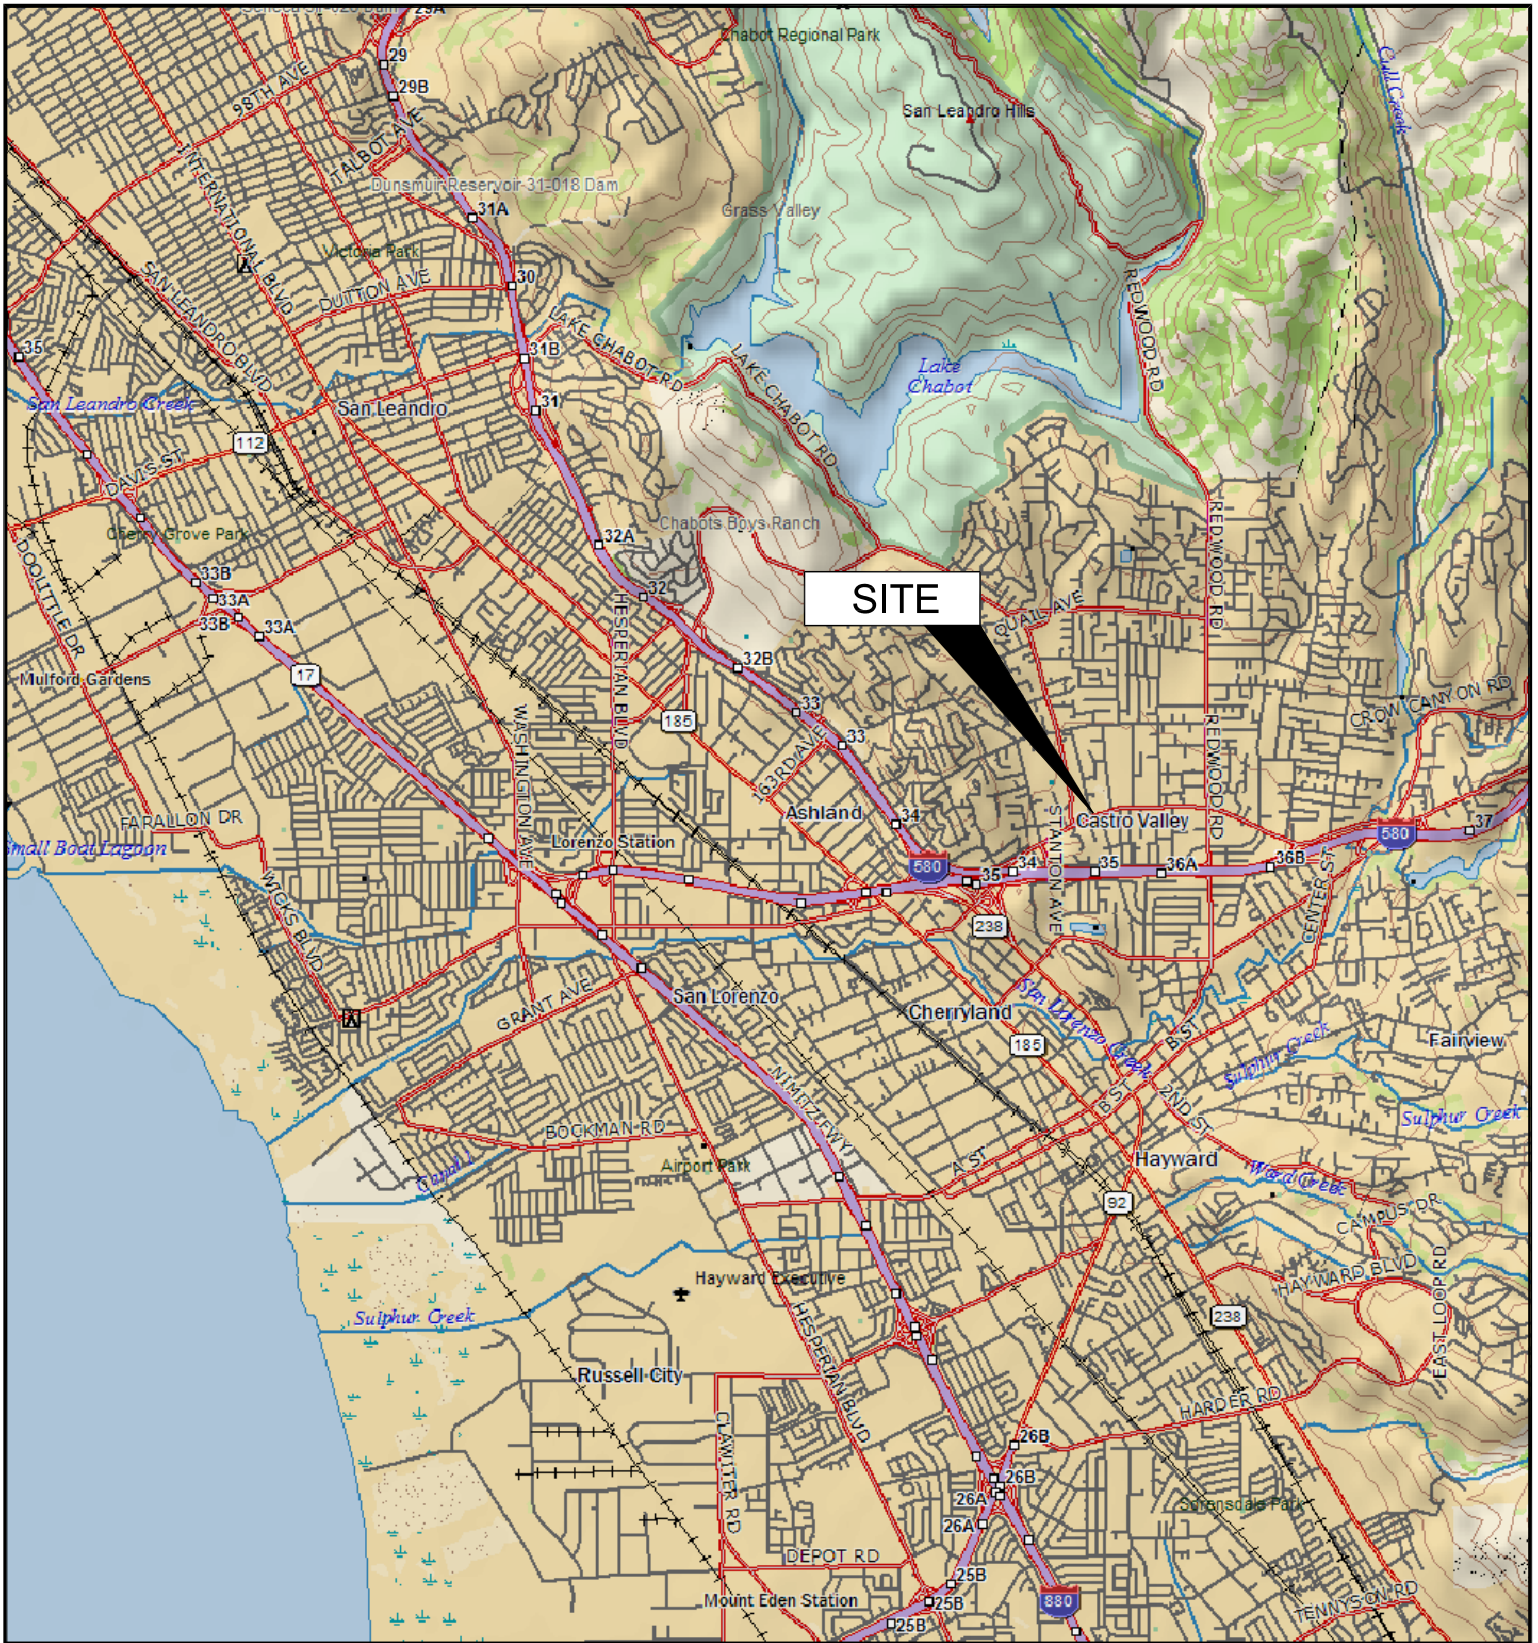 29A
Chabot Regional Park
29
29B
98TH AVE
Cull Creek
San Leandro Hills
TALBOT AVE
INTERNATIONAL BLVD
Dunsmuir Reservoir 31-018 Dam
31A
Grass Valley
Victoria Park
30
DUTTON AVE
SAN LEANDRO BLVD
REDWOOD RD
LAKE CHABOT RD
35
31B
LAKE CHABOT RD
Lake
Chabot
San Leandro Creek
San Leandro
31
112
DAVIS ST
Chabots Boys Ranch
Cherry Grove Park
32A
REDWOOD RD
DOOLITTLE DR
33B
32
33A
SITE
QUAIL AVE
33B
33A
HESPERIAN BLVD
32B
Mulford Gardens
17
CROW CANYON RD
33
185
WASHINGTON AVE
33
REDWOOD RD
163RD AVE
FARALLON DR
Ashland
34
STANTON AVE
Castro Valley
580
37
Small Boat Lagoon
Lorenzo Station
580
35
34
35
36A
36B
WICKS BLVD
238
CENTER ST
GRANT AVE
San Lorenzo
San Lorenzo Creek
Cherryland
185
B ST
Sulphur Creek
Fairview
NIMITZ FWY
B ST
2ND ST
Sulphur Creek
BOCKMAN RD
Airport Park
A ST
Hayward
Ward Creek
Canal 1
92
CAMPUS DR
Hayward Executive
HAYWARD BLVD
EAST LOOP RD
Sulphur Creek
HESPERIAN BLVD
238
Russell City
HARDER RD
CLAWITER RD
26B
26B
26A
Sorensdale Park
26A
DEPOT RD
25B
Mount Eden Station
25B
880
TENNYSON RD
25B